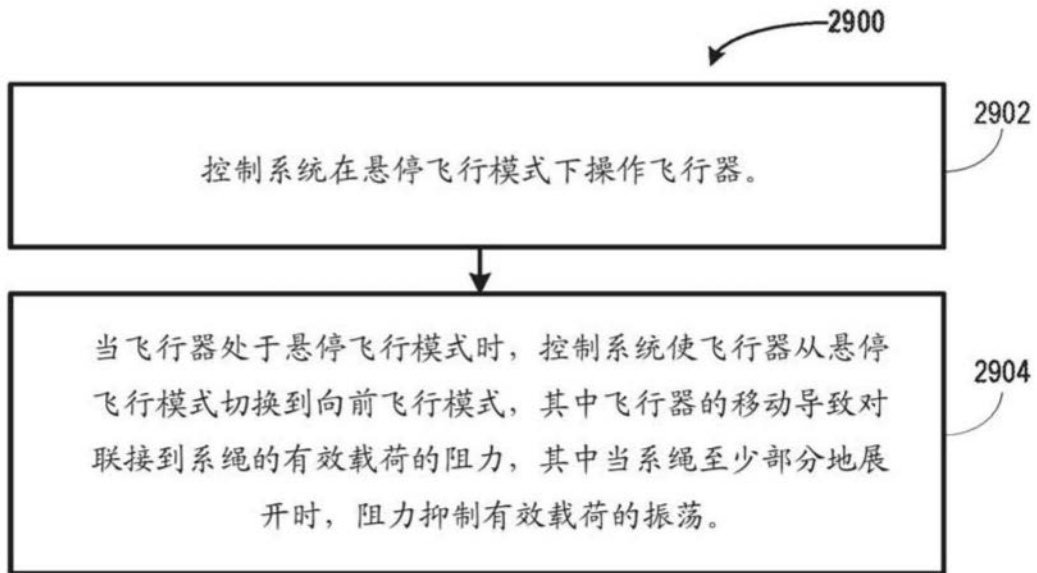 2900
2902
控制系统在悬停飞行模式下操作飞行器。
当飞行器处于悬停飞行模式时，控制系统使飞行器从悬停
飞行模式切换到向前飞行模式，其中飞行器的移动导致对
2904
联接到系绳的有效载荷的阻力，其中当系绳至少部分地展
开时，阻力抑制有效载荷的振荡。